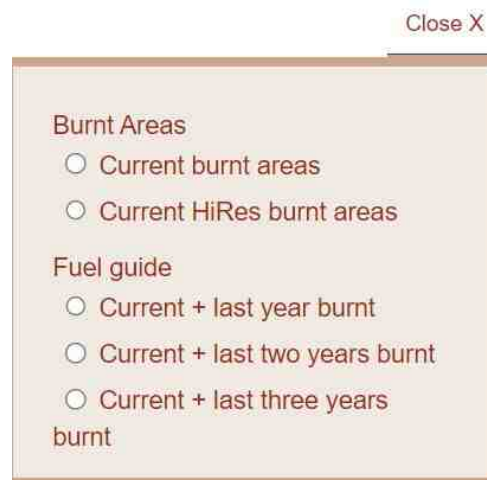 Close X
Burnt Areas
Current burnt areas
Current HiRes burnt areas
Fuel guide
Current + last year burnt
Current + last two years burnt
Current + last three years
burnt